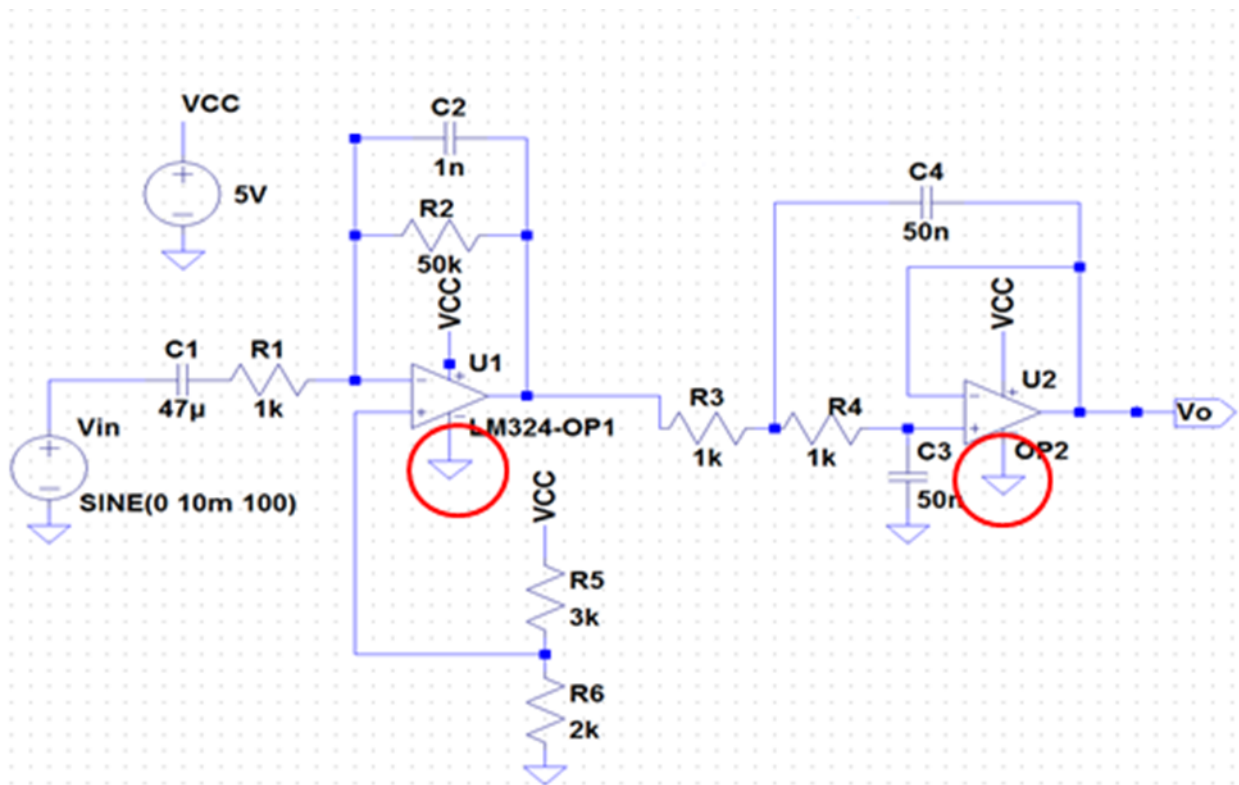 VCC
5V
C2
1n
R2
50k
VCC
C4
50n
VCC
C1
47µ
R1
1k
U1
LM324-OP1
Vin
SINE(0 10m 100)
R3
1k
R4
1k
U2
OP2
C3
50n
Vo
VCC
R5
3k
R6
2k